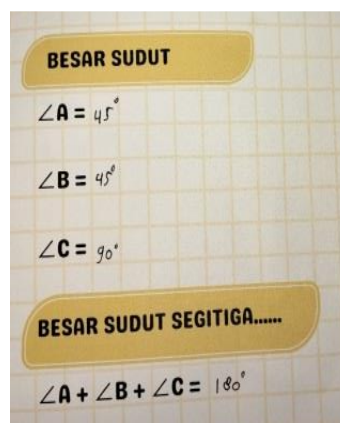 BESAR SUDUT
∠A = 45°
∠B = 45°
∠C = 90°
BESAR SUDUT SEGITIGA......
∠A + ∠B + ∠C = 180°